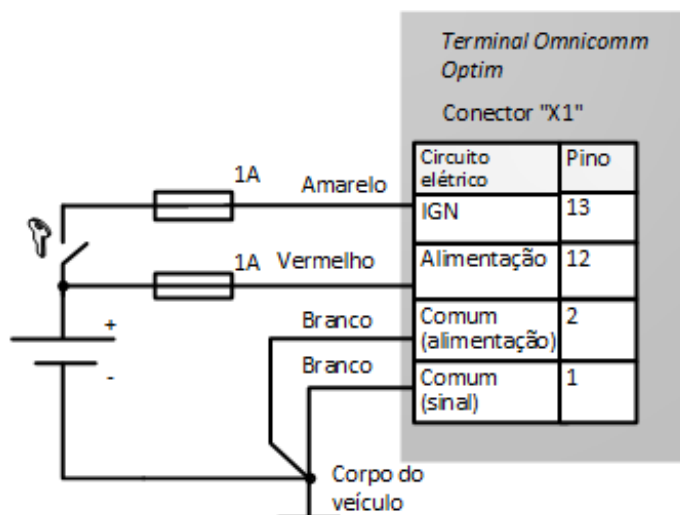 Terminal Omnicomm
Optim
Conector "X1"
Circuito
elétrico
Pino
1A
Amarelo
IGN
13
1A
Vermelho
Alimentação
12
+
-
Branco
Comum
(alimentação)
2
Branco
Comum
(sinal)
1
Corpo do
veículo